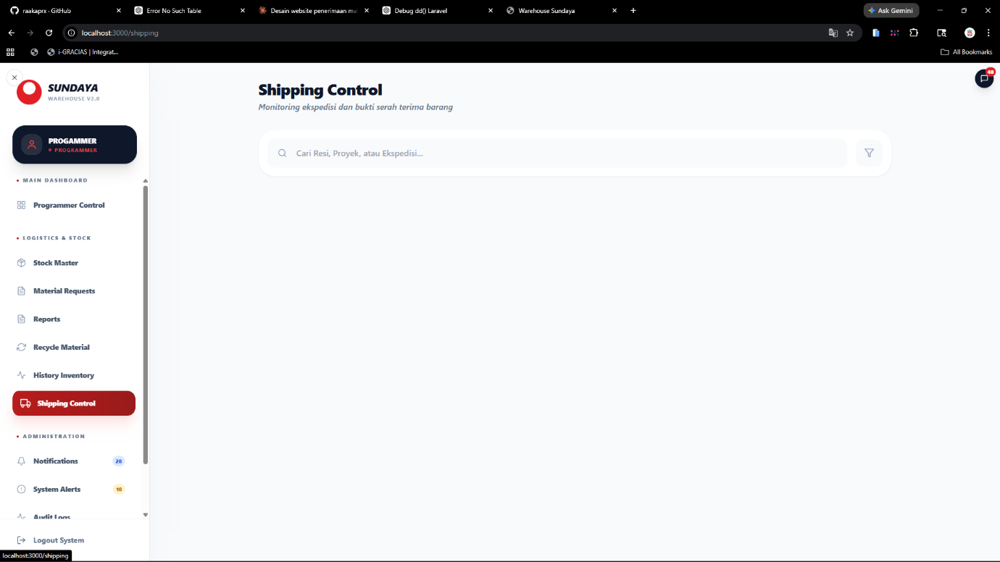 raakaprx · GitHub
Error No Such Table
Desain website penerimaan ma
Debug dd() Laravel
Warehouse Sundaya
Ask Gemini
localhost:3000/shipping
i-GRACIAS | Integrat...
All Bookmarks
SUNDAYA
WAREHOUSE V2.0
PROGAMMER
PROGRAMMER
MAIN DASHBOARD
Programmer Control
LOGISTICS & STOCK
Stock Master
Material Requests
Reports
Recycle Material
History Inventory
Shipping Control
ADMINISTRATION
Notifications 28
System Alerts 10
Audit Logs
Logout System
localhost:3000/shipping
Shipping Control
Monitoring ekspedisi dan bukti serah terima barang
Cari Resi, Proyek, atau Ekspedisi...
48